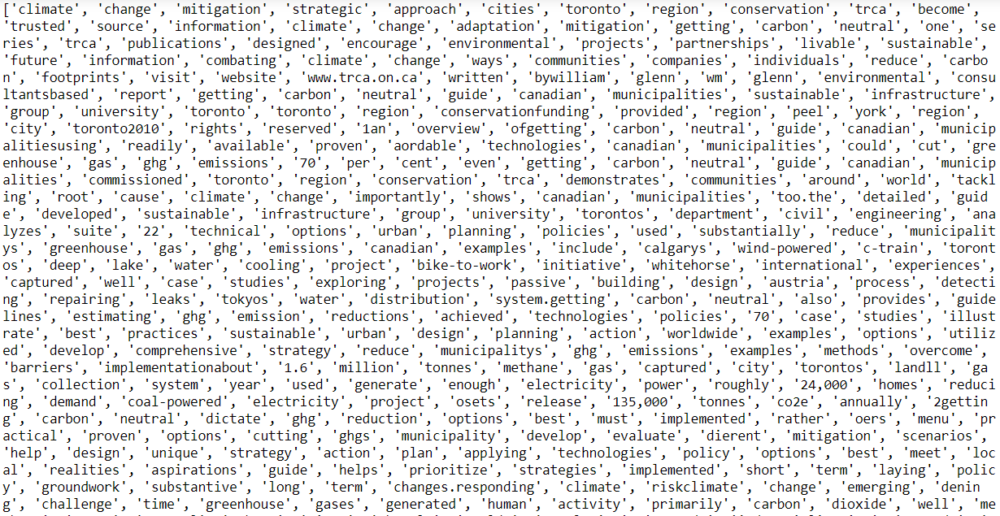 ['climate', 'change', 'mitigation', 'strategic', 'approach', 'cities', 'toronto', 'region', 'conservation', 'trca', 'become',
'trusted', 'source', 'information', 'climate', 'change', 'adaptation', 'mitigation', 'getting', 'carbon', 'neutral', 'one', 'se
ries', 'trca', 'publications', 'designed', 'encourage', 'environmental', 'projects', 'partnerships', 'livable', 'sustainable',
'future', 'information', 'combating', 'climate', 'change', 'ways', 'communities', 'companies', 'individuals', 'reduce', 'carbo
n', 'footprints', 'visit', 'website', 'www.trca.on.ca', 'written', 'bywilliam', 'glenn', 'wm', 'glenn', 'environmental', 'consu
ltantsbased', 'report', 'getting', 'carbon', 'neutral', 'guide', 'canadian', 'municipalities', 'sustainable', 'infrastructure',
'group', 'university', 'toronto', 'toronto', 'region', 'conservationfunding', 'provided', 'region', 'peel', 'york', 'region',
'city', 'toronto2010', 'rights', 'reserved', '1an', 'overview', 'ofgetting', 'carbon', 'neutral', 'guide', 'canadian', 'municip
alitiesusing', 'readily', 'available', 'proven', 'aordable', 'technologies', 'canadian', 'municipalities', 'could', 'cut', 'gre
enhouse', 'gas', 'ghg', 'emissions', '70', 'per', 'cent', 'even', 'getting', 'carbon', 'neutral', 'guide', 'canadian', 'municip
alities', 'commissioned', 'toronto', 'region', 'conservation', 'trca', 'demonstrates', 'communities', 'around', 'world', 'tackl
ing', 'root', 'cause', 'climate', 'change', 'importantly', 'shows', 'canadian', 'municipalities', 'too.the', 'detailed', 'guid
e', 'developed', 'sustainable', 'infrastructure', 'group', 'university', 'torontos', 'department', 'civil', 'engineering', 'ana
lyzes', 'suite', '22', 'technical', 'options', 'urban', 'planning', 'policies', 'used', 'substantially', 'reduce', 'municipalit
ys', 'greenhouse', 'gas', 'ghg', 'emissions', 'canadian', 'examples', 'include', 'calgarys', 'wind-powered', 'c-train', 'toront
os', 'deep', 'lake', 'water', 'cooling', 'project', 'bike-to-work', 'initiative', 'whitehorse', 'international', 'experiences',
'captured', 'well', 'case', 'studies', 'exploring', 'projects', 'passive', 'building', 'design', 'austria', 'process', 'detecti
ng', 'repairing', 'leaks', 'tokyos', 'water', 'distribution', 'system.getting', 'carbon', 'neutral', 'also', 'provides', 'guide
lines', 'estimating', 'ghg', 'emission', 'reductions', 'achieved', 'technologies', 'policies', '70', 'case', 'studies', 'illust
rate', 'best', 'practices', 'sustainable', 'urban', 'design', 'planning', 'action', 'worldwide', 'examples', 'options', 'utiliz
ed', 'develop', 'comprehensive', 'strategy', 'reduce', 'municipalitys', 'ghg', 'emissions', 'examples', 'methods', 'overcome',
'barriers', 'implementationabout', '1.6', 'million', 'tonnes', 'methane', 'gas', 'captured', 'city', 'torontos', 'landll', 'ga
s', 'collection', 'system', 'year', 'used', 'generate', 'enough', 'electricity', 'power', 'roughly', '24,000', 'homes', 'reduci
ng', 'demand', 'coal-powered', 'electricity', 'project', 'osets', 'release', '135,000', 'tonnes', 'co2e', 'annually', '2gettin
g', 'carbon', 'neutral', 'dictate', 'ghg', 'reduction', 'options', 'best', 'must', 'implemented', 'rather', 'oers', 'menu', 'pr
actical', 'proven', 'options', 'cutting', 'ghgs', 'municipality', 'develop', 'evaluate', 'dierent', 'mitigation', 'scenarios',
'help', 'design', 'unique', 'strategy', 'action', 'plan', 'applying', 'technologies', 'policy', 'options', 'best', 'meet', 'loc
al', 'realities', 'aspirations', 'guide', 'helps', 'prioritize', 'strategies', 'implemented', 'short', 'term', 'laying', 'polic
y', 'groundwork', 'substantive', 'long', 'term', 'changes.responding', 'climate', 'riskclimate', 'change', 'emerging', 'denin
g', 'challenge', 'time', 'greenhouse', 'gases', 'generated', 'human', 'activity', 'primarily', 'carbon', 'dioxide', 'well', 'me